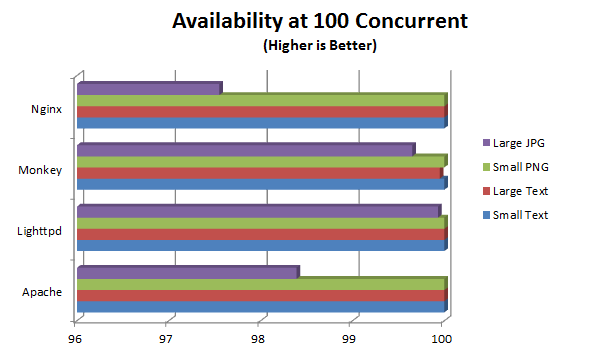 Availability at 100 Concurrent
(Higher is Better)
Nginx
Monkey
Lighttpd
Apache
96 97 98 99 100
Large JPG
Small PNG
Large Text
Small Text